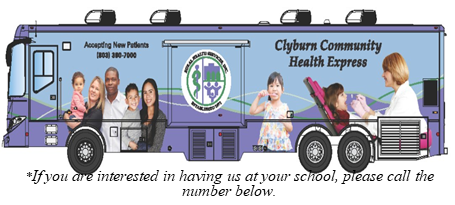 Accepting New Patients
(803) 380-7000
Clyburn Community
Health Express
*If you are interested in having us at your school, please call the
number below.